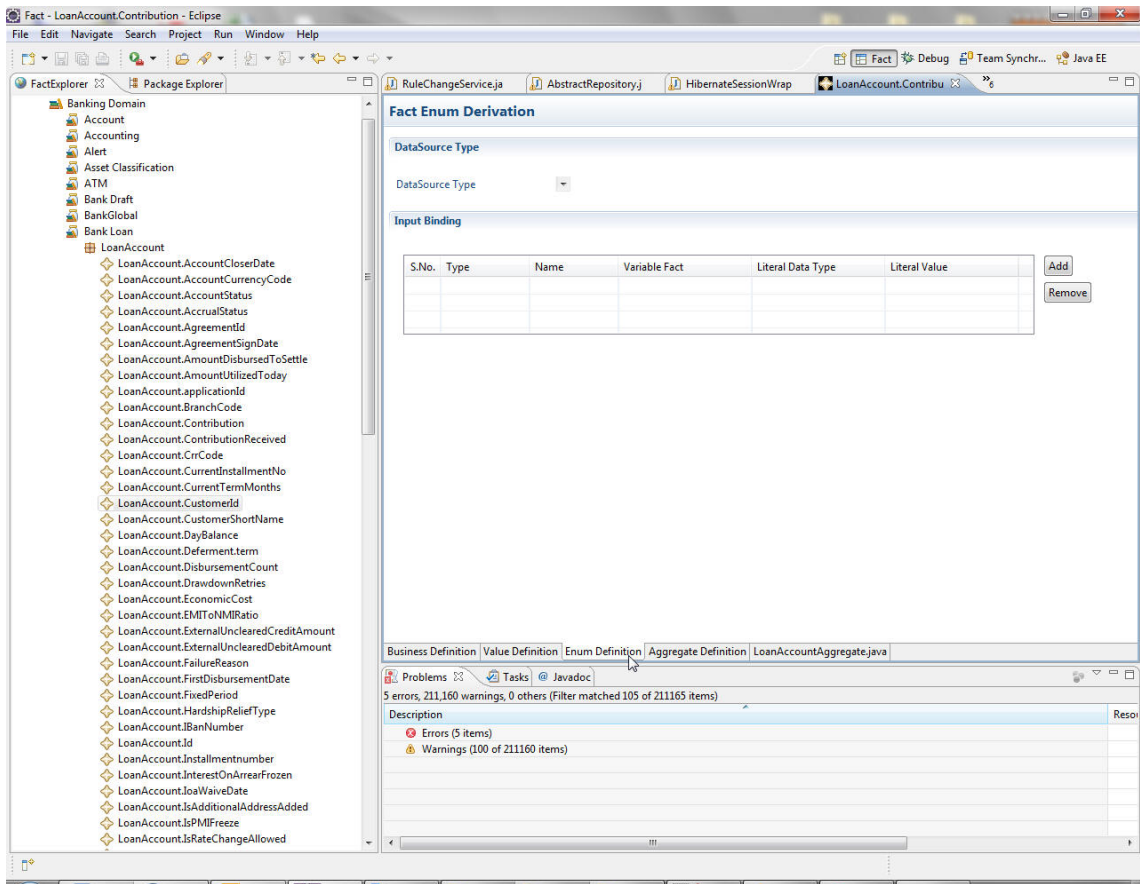 Fact - LoanAccount.Contribution - Eclipse
File Edit Navigate Search Project Run Window Help
Fact Debug Team Synchr... Java EE
FactExplorer Package Explorer
Banking Domain
Account
Accounting
Alert
Asset Classification
ATM
Bank Draft
BankGlobal
Bank Loan
LoanAccount
LoanAccount.AccountCloserDate
LoanAccount.AccountCurrencyCode
LoanAccount.AccountStatus
LoanAccount.AccrualStatus
LoanAccount.AgreementId
LoanAccount.AgreementSignDate
LoanAccount.AmountDisbursedToSettle
LoanAccount.AmountUtilizedToday
LoanAccount.applicationId
LoanAccount.BranchCode
LoanAccount.Contribution
LoanAccount.ContributionReceived
LoanAccount.CrrCode
LoanAccount.CurrentInstallmentNo
LoanAccount.CurrentTermMonths
LoanAccount.CustomerId
LoanAccount.CustomerShortName
LoanAccount.DayBalance
LoanAccount.Deferment.term
LoanAccount.DisbursementCount
LoanAccount.DrawdownRetries
LoanAccount.EconomicCost
LoanAccount.EMIToNMIRatio
LoanAccount.ExternalUnclearedCreditAmount
LoanAccount.ExternalUnclearedDebitAmount
LoanAccount.FailureReason
LoanAccount.FirstDisbursementDate
LoanAccount.FixedPeriod
LoanAccount.HardshipReliefType
LoanAccount.IBanNumber
LoanAccount.Id
LoanAccount.Installmentnumber
LoanAccount.InterestOnArrearFrozen
LoanAccount.IoaWaiveDate
LoanAccount.IsAdditionalAddressAdded
LoanAccount.IsPMIFreeze
LoanAccount.IsRateChangeAllowed
RuleChangeService.ja AbstractRepository.j HibernateSessionWrap LoanAccount.Contribu »6
Fact Enum Derivation
DataSource Type
DataSource Type
Input Binding
S.No. Type Name Variable Fact Literal Data Type Literal Value
Add
Remove
Business Definition Value Definition Enum Definition Aggregate Definition LoanAccountAggregate.java
Problems Tasks @ Javadoc
5 errors, 211,160 warnings, 0 others (Filter matched 105 of 211165 items)
Description Resou
Errors (5 items)
Warnings (100 of 211160 items)